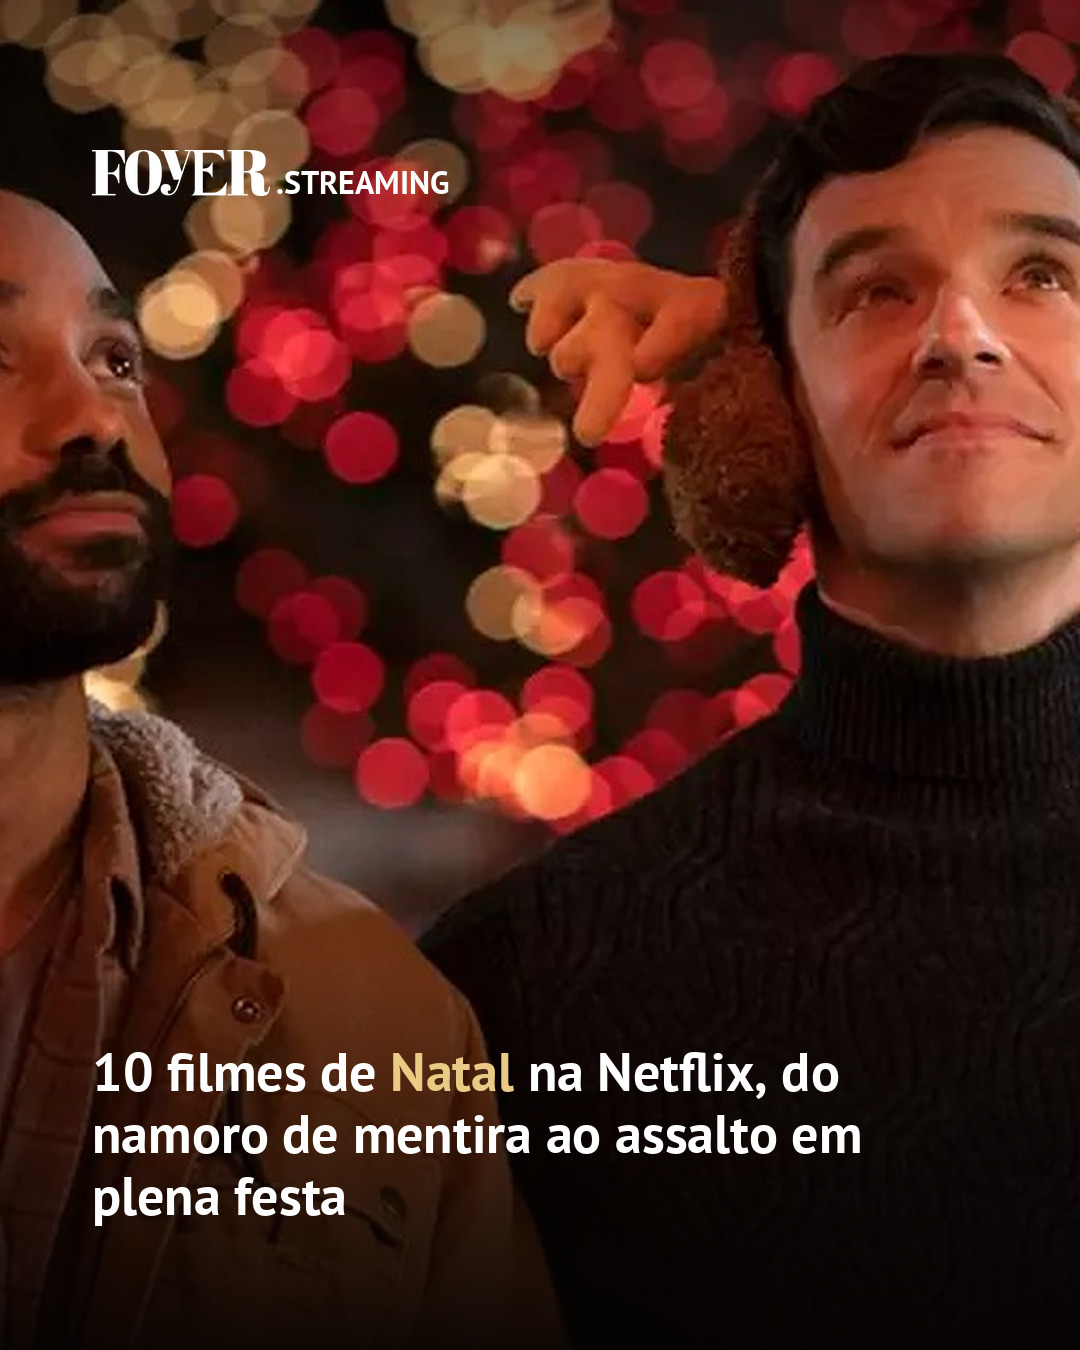 FOYER.STREAMING
10 filmes de Natal na Netflix, do
namoro de mentira ao assalto em
plena festa